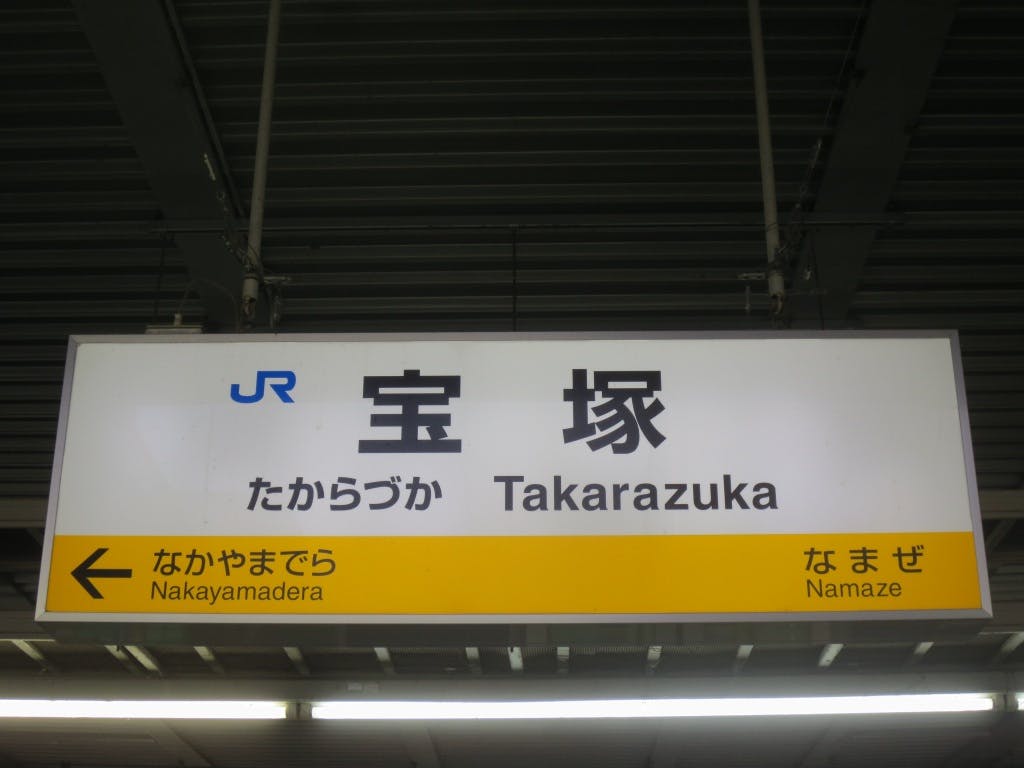 JR 宝塚
たからづか Takarazuka
← なかやまでら なまぜ
Nakayamadera Namaze